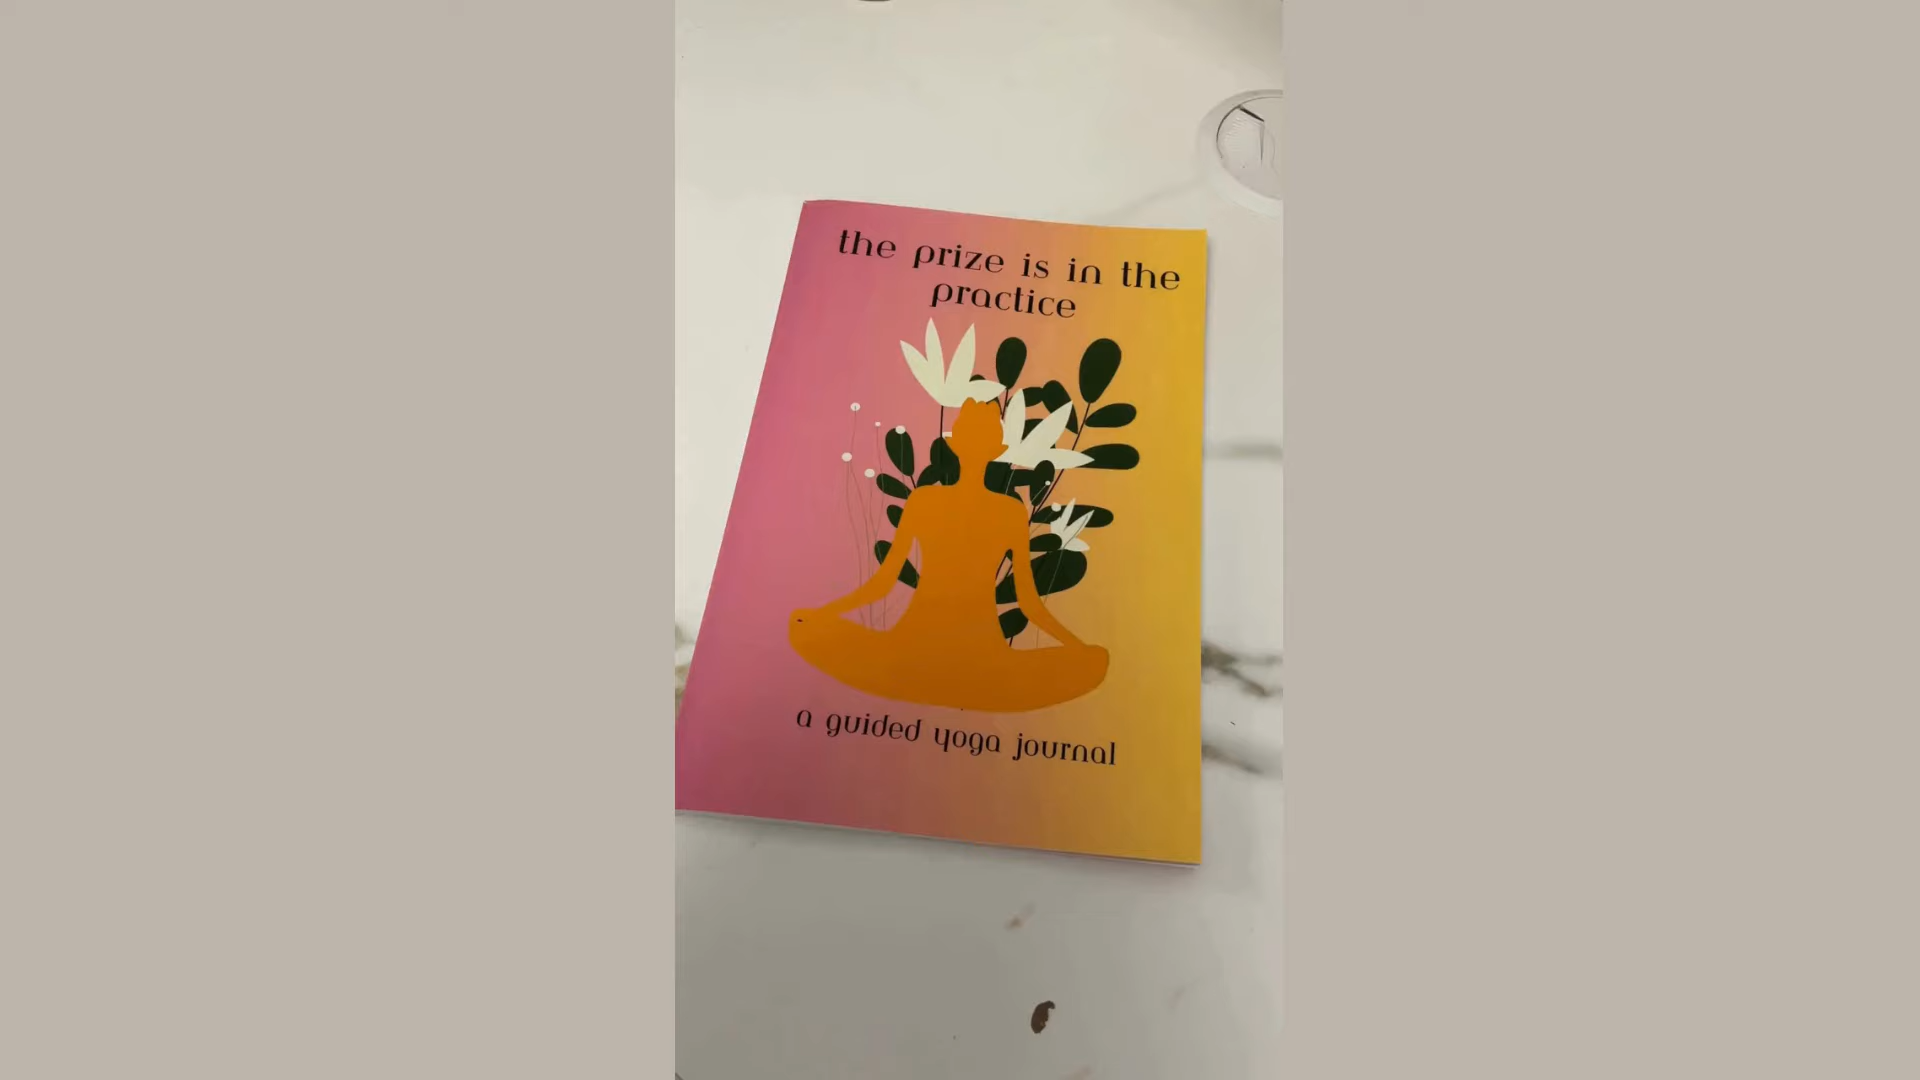 the prize is in the
practice
a guided yoga journal